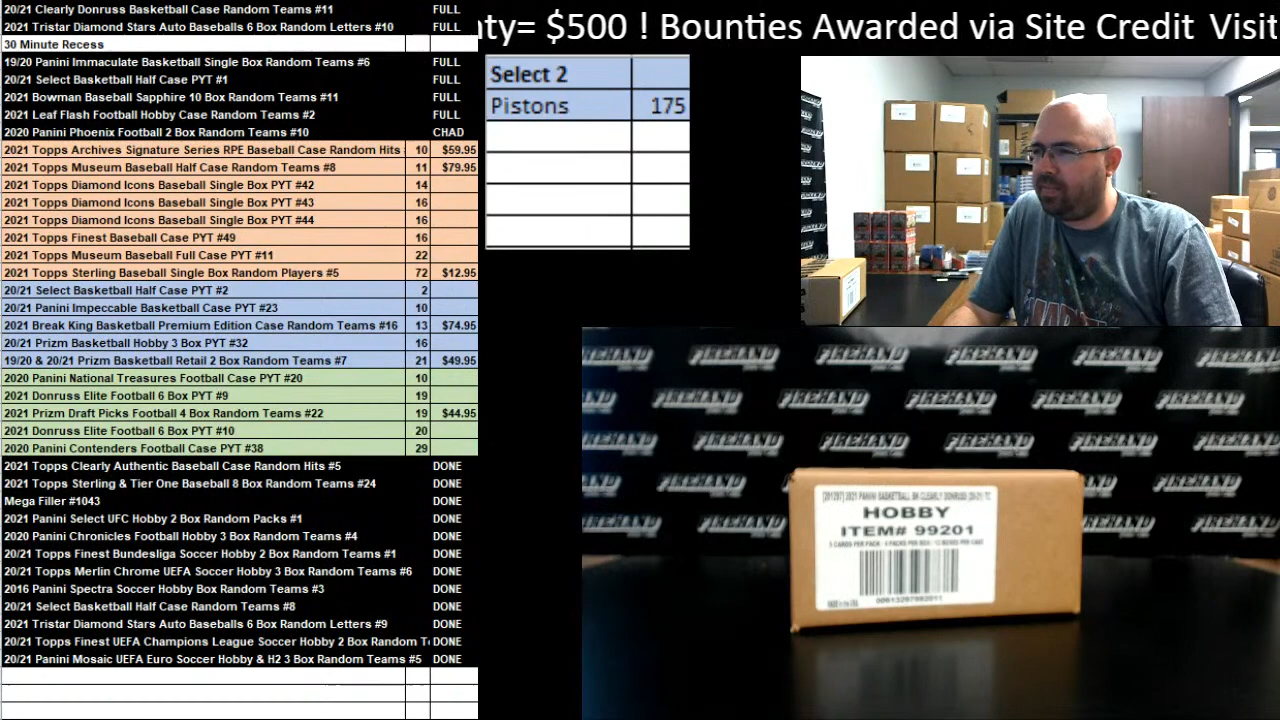 20/21 Clearly Donruss Basketball Case Random Teams #11 FULL
2021 Tristar Diamond Stars Auto Baseballs 6 Box Random Letters #10 FULL
30 Minute Recess
19/20 Panini Immaculate Basketball Single Box Random Teams #6 FULL
20/21 Select Basketball Half Case PYT #1 FULL
2021 Bowman Baseball Sapphire 10 Box Random Teams #11 FULL
2021 Leaf Flash Football Hobby Case Random Teams #2 FULL
2020 Panini Phoenix Football 2 Box Random Teams #10 CHAD
2021 Topps Archives Signature Series RPE Baseball Case Random Hits 10 $59.95
2021 Topps Museum Baseball Half Case Random Teams #8 11 $79.95
2021 Topps Diamond Icons Baseball Single Box PYT #42 14
2021 Topps Diamond Icons Baseball Single Box PYT #43 16
2021 Topps Diamond Icons Baseball Single Box PYT #44 16
2021 Topps Finest Baseball Case PYT #49 16
2021 Topps Museum Baseball Full Case PYT #11 22
2021 Topps Sterling Baseball Single Box Random Players #5 72 $12.95
20/21 Select Basketball Half Case PYT #2 2
20/21 Panini Impeccable Basketball Case PYT #23 10
2021 Break King Basketball Premium Edition Case Random Teams #16 13 $74.95
20/21 Prizm Basketball Hobby 3 Box PYT #32 16
19/20 & 20/21 Prizm Basketball Retail 2 Box Random Teams #7 21 $49.95
2020 Panini National Treasures Football Case PYT #20 10
2021 Donruss Elite Football 6 Box PYT #9 19
2021 Prizm Draft Picks Football 4 Box Random Teams #22 19 $44.95
2021 Donruss Elite Football 6 Box PYT #10 20
2020 Panini Contenders Football Case PYT #38 29
2021 Topps Clearly Authentic Baseball Case Random Hits #5 DONE
2021 Topps Sterling & Tier One Baseball 8 Box Random Teams #24 DONE
Mega Filler #1043 DONE
2021 Panini Select UFC Hobby 2 Box Random Packs #1 DONE
2020 Panini Chronicles Football Hobby 3 Box Random Teams #4 DONE
20/21 Topps Finest Bundesliga Soccer Hobby 2 Box Random Teams #1 DONE
20/21 Topps Merlin Chrome UEFA Soccer Hobby 3 Box Random Teams #6 DONE
2016 Panini Spectra Soccer Hobby Box Random Teams #3 DONE
20/21 Select Basketball Half Case Random Teams #8 DONE
2021 Tristar Diamond Stars Auto Baseballs 6 Box Random Letters #9 DONE
20/21 Topps Finest UEFA Champions League Soccer Hobby 2 Box Random T DONE
20/21 Panini Mosaic UEFA Euro Soccer Hobby & H2 3 Box Random Teams #5 DONE
nty= $500 ! Bounties Awarded via Site Credit Visit
Select 2
Pistons 175
FIREHAND
HOBBY
ITEM# 99201
5 CARDS PER PACK